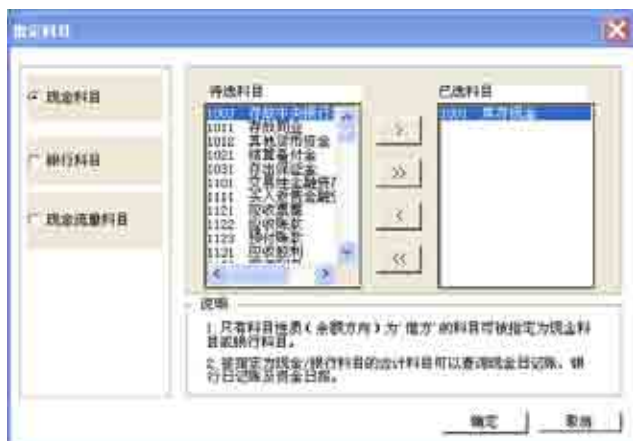 指定科目
现金科目
银行科目
现金流量科目
待选科目
1003 存放中央银行
1011 存放同业
1012 其他货币资金
1021 结算备付金
1031 存出保证金
1101 交易性金融资
1111 买入返售金融
1121 应收票据
1122 应收账款
1123 预付账款
1131 应收股利
>
>>
<
<<
已选科目
1001 库存现金
说明
1.只有科目性质(余额方向)为'借方'的科目可被指定为现金科
目或银行科目。
2.被指定为现金/银行科目的会计科目可以查询现金日记账、银
行日记账及资金日报。
确定
取消